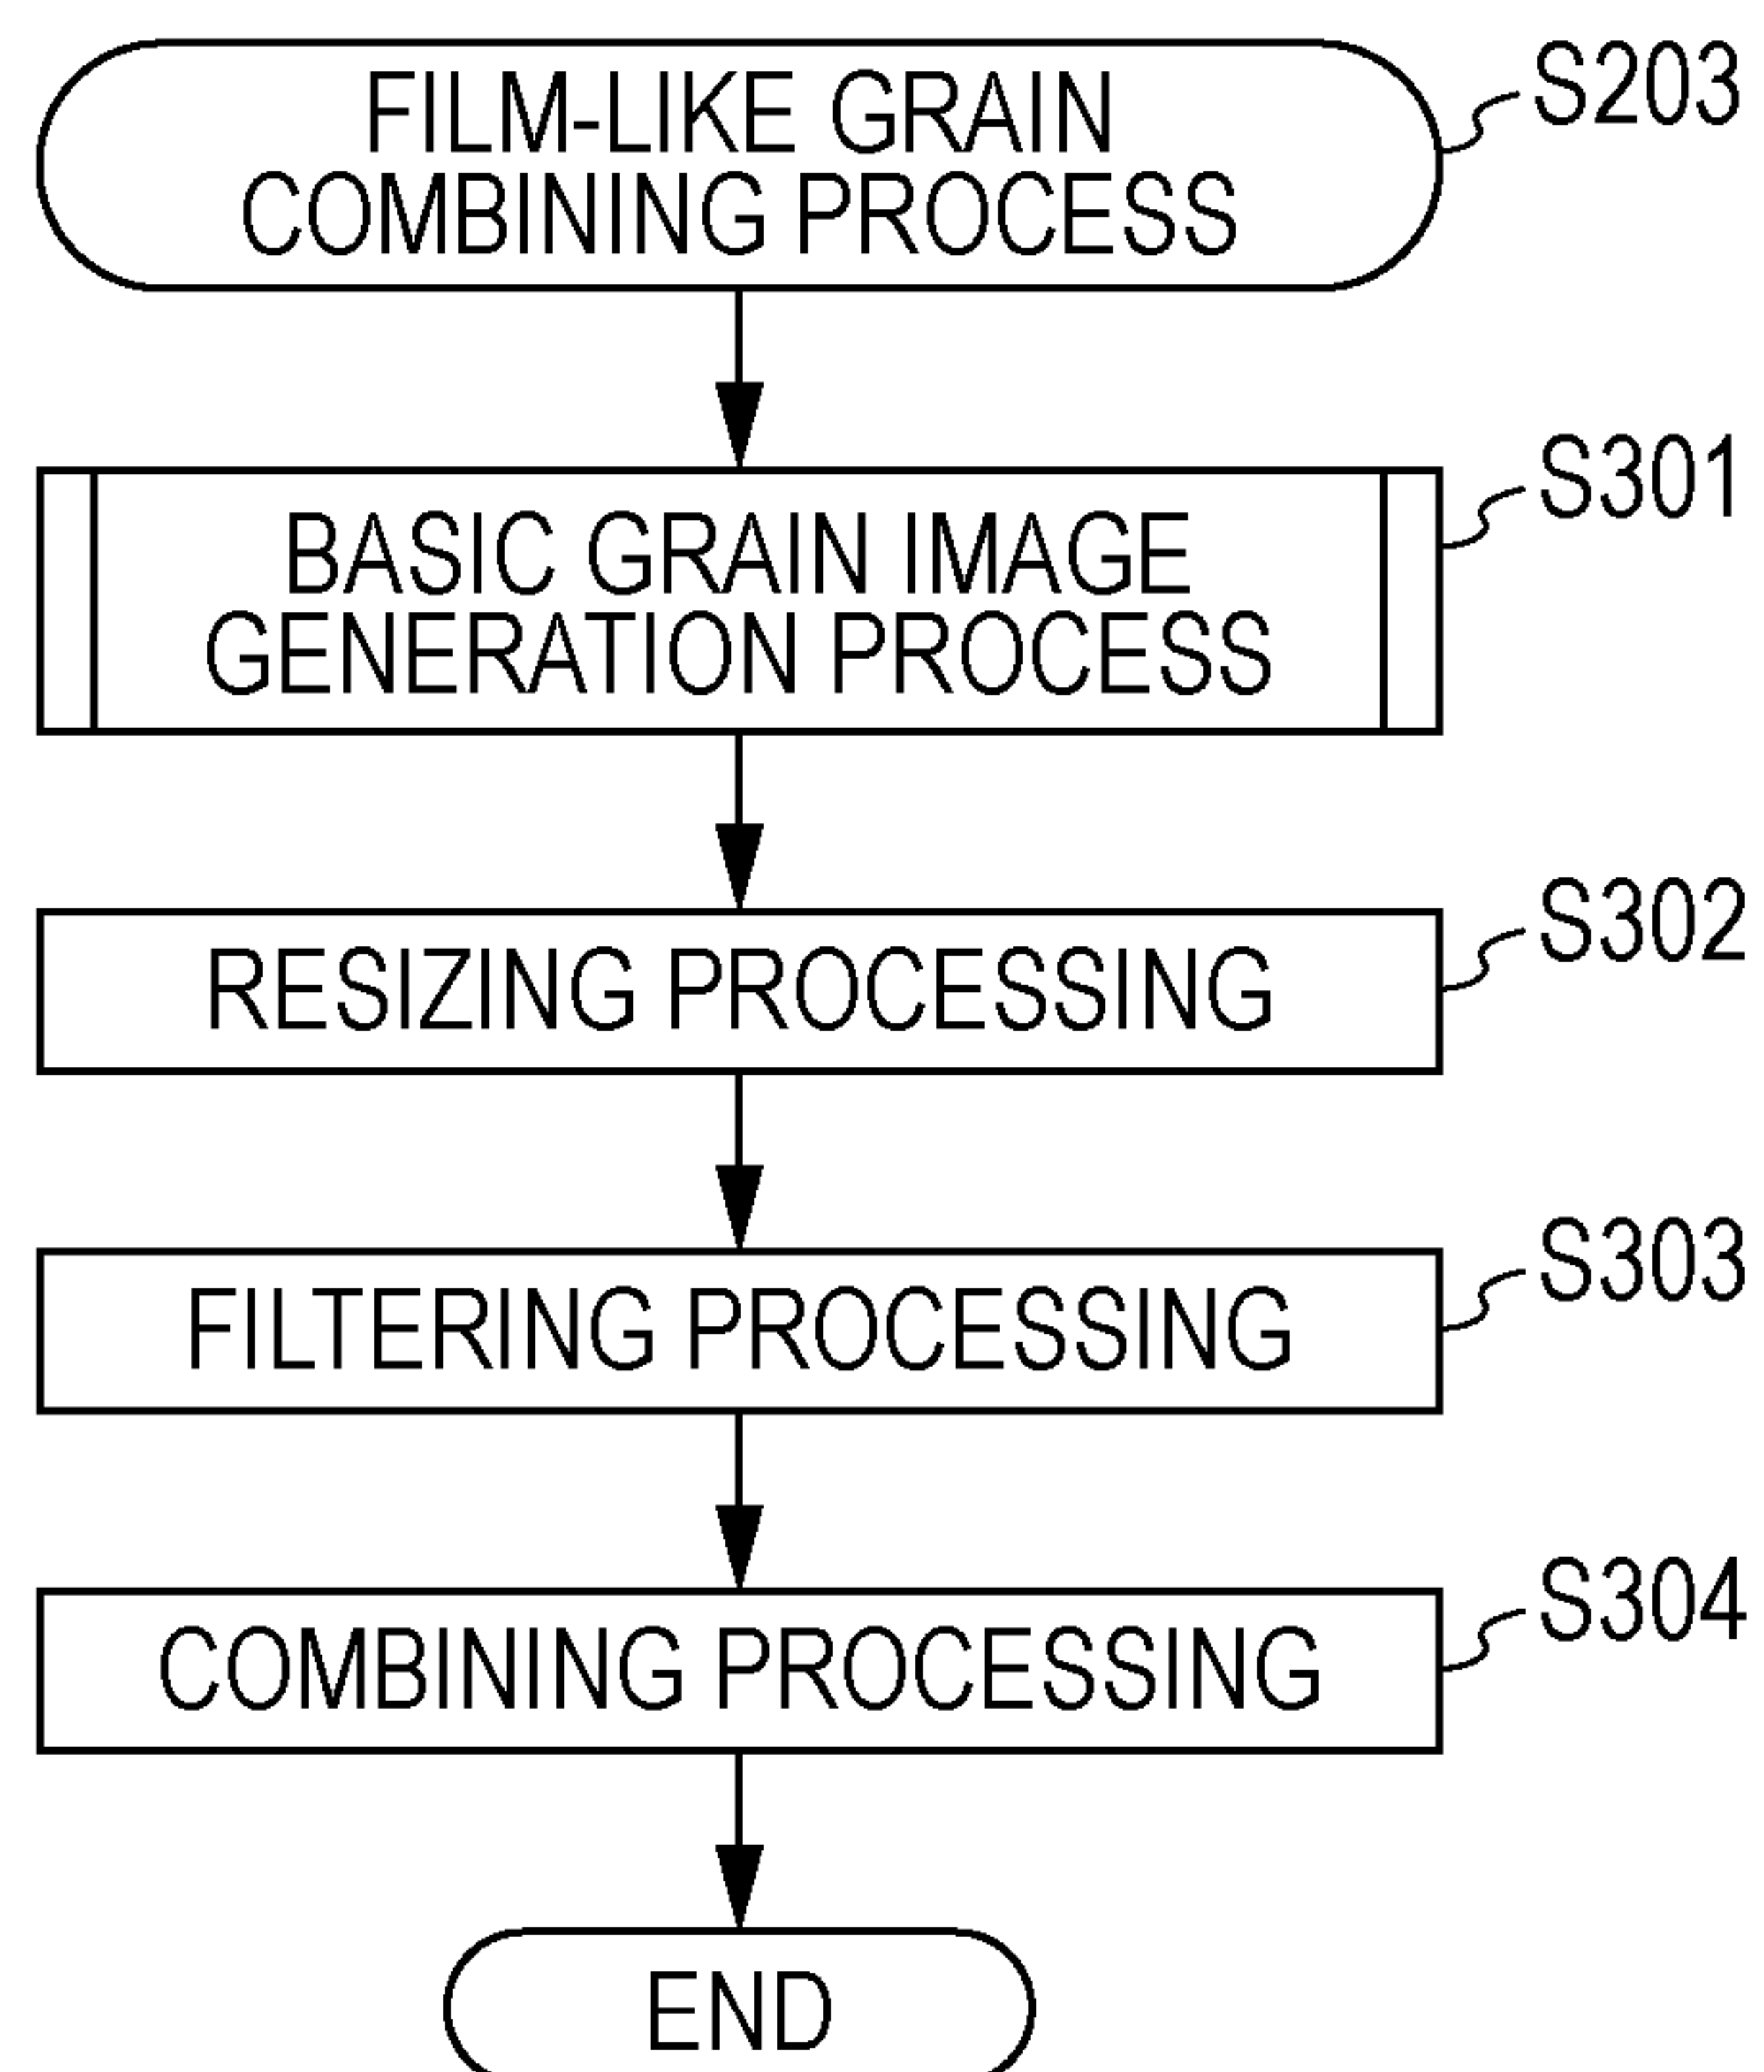 FILM-LIKE GRAIN
COMBINING PROCESS
S203
BASIC GRAIN IMAGE
GENERATION PROCESS
S301
RESIZING PROCESSING
S302
FILTERING PROCESSING
S303
COMBINING PROCESSING
S304
END